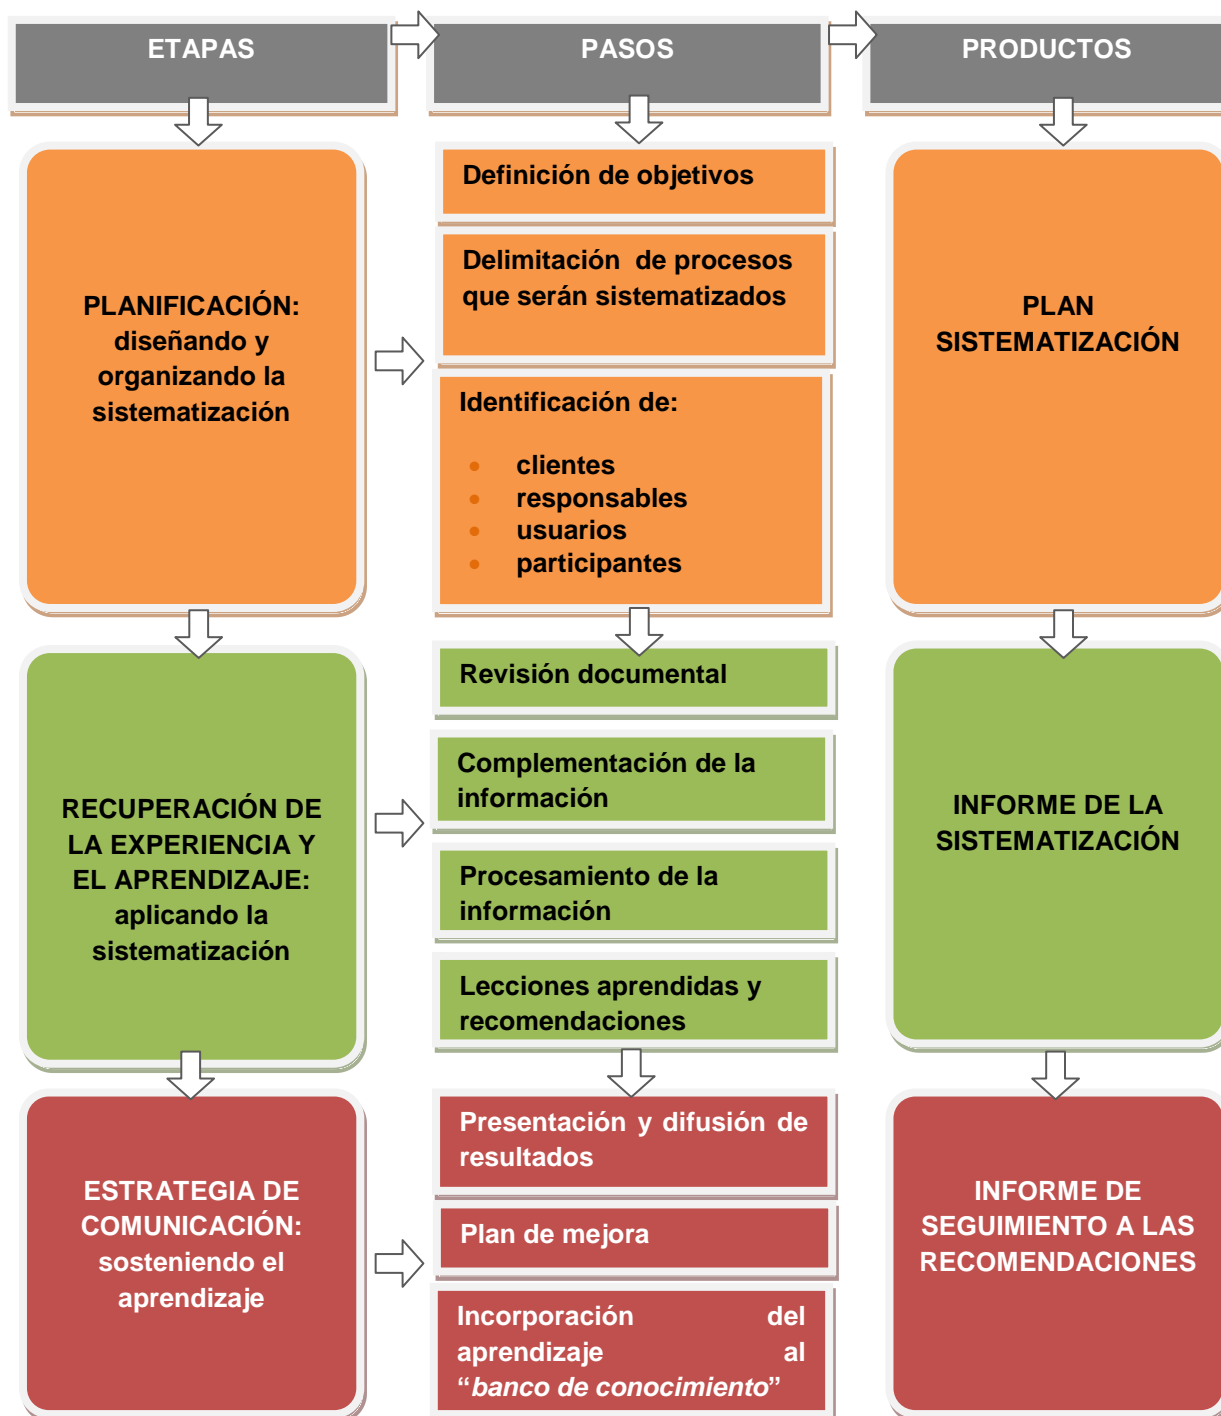 ETAPAS
PASOS
PRODUCTOS
PLANIFICACIÓN:
diseñando y
organizando la
sistematización
Definición de objetivos
Delimitación de procesos
que serán sistematizados
Identificación de:
• clientes
• responsables
• usuarios
• participantes
PLAN
SISTEMATIZACIÓN
RECUPERACIÓN DE
LA EXPERIENCIA Y
EL APRENDIZAJE:
aplicando la
sistematización
Revisión documental
Complementación de la
información
Procesamiento de la
información
Lecciones aprendidas y
recomendaciones
INFORME DE LA
SISTEMATIZACIÓN
ESTRATEGIA DE
COMUNICACIÓN:
sosteniendo el
aprendizaje
Presentación y difusión de
resultados
Plan de mejora
Incorporación del
aprendizaje al
“banco de conocimiento”
INFORME DE
SEGUIMIENTO A LAS
RECOMENDACIONES